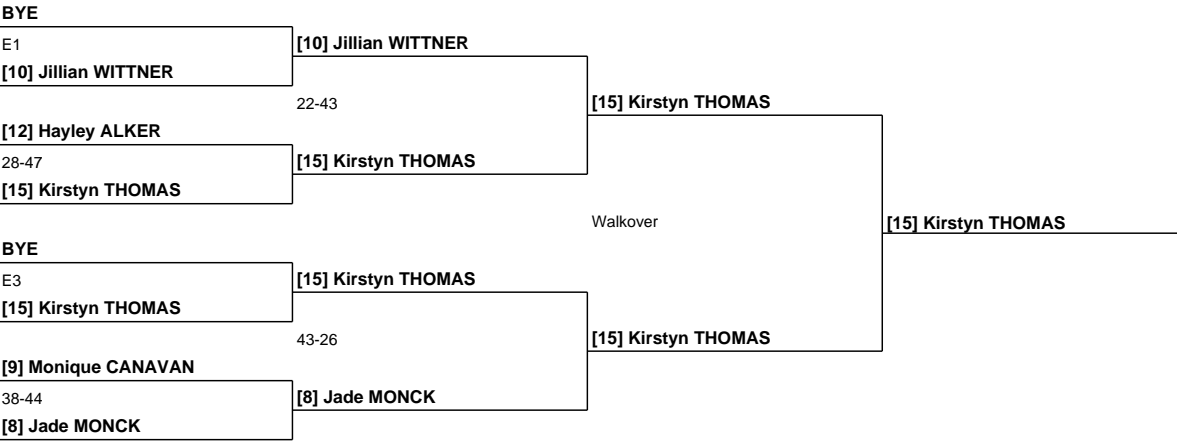 BYE
E1
[10] Jillian WITTNER
[10] Jillian WITTNER
22-43
[15] Kirstyn THOMAS
[12] Hayley ALKER
28-47
[15] Kirstyn THOMAS
[15] Kirstyn THOMAS
Walkover
[15] Kirstyn THOMAS
BYE
E3
[15] Kirstyn THOMAS
[15] Kirstyn THOMAS
43-26
[15] Kirstyn THOMAS
[9] Monique CANAVAN
38-44
[8] Jade MONCK
[8] Jade MONCK